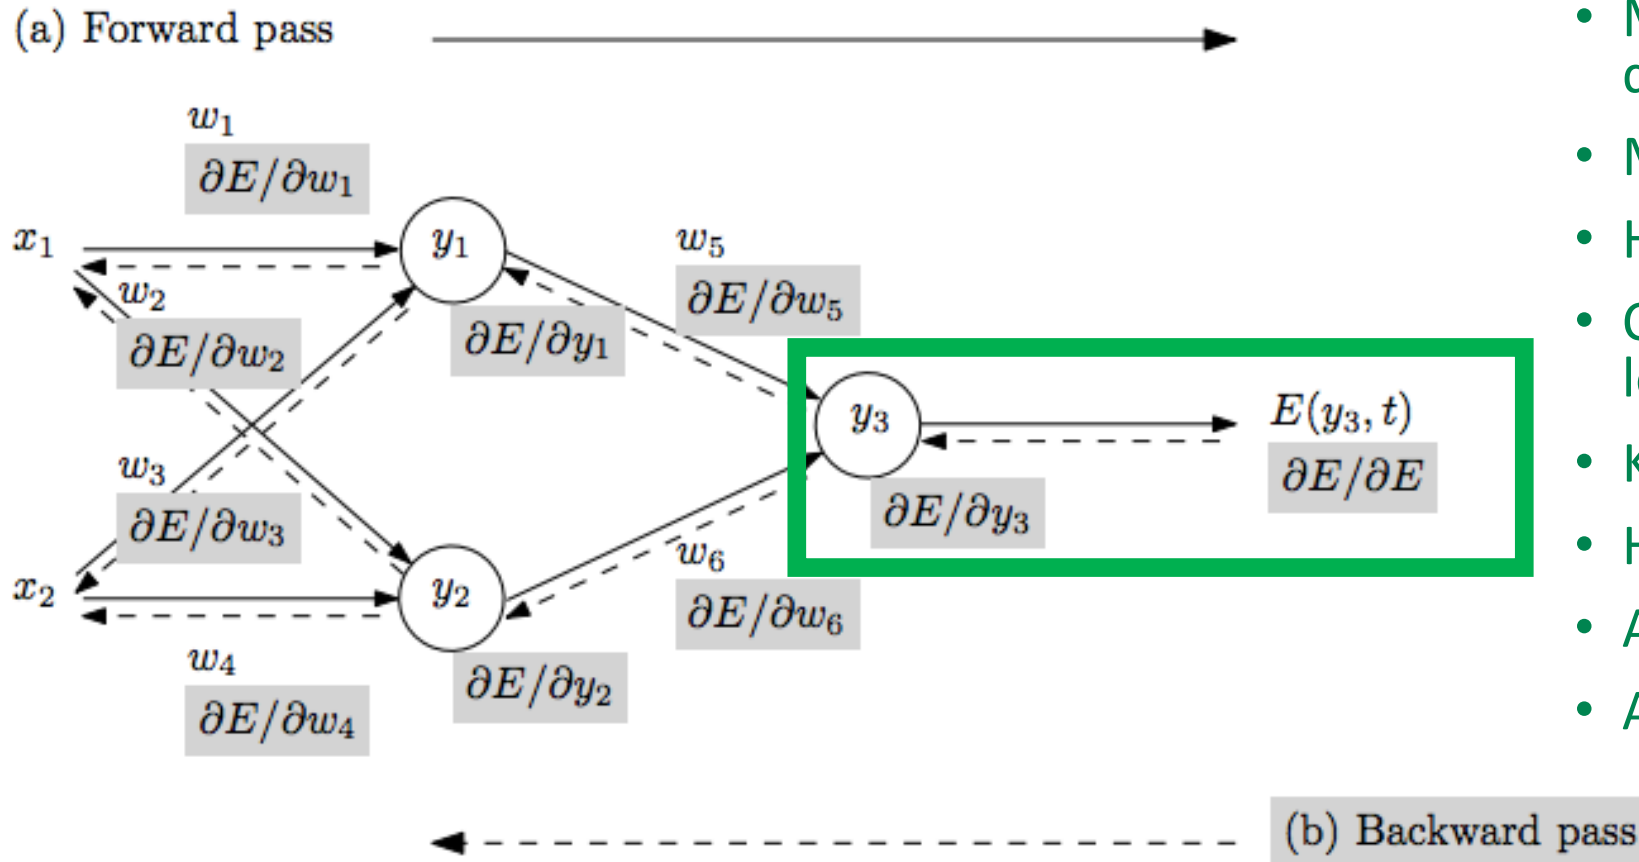 (a) Forward pass
w₁
∂E/∂w₁
x₁
y₁
w₂
∂E/∂w₂
w₅
∂E/∂w₅
∂E/∂y₁
y₃
E(y₃, t)
∂E/∂E
∂E/∂y₃
w₃
∂E/∂w₃
x₂
y₂
w₆
∂E/∂w₆
w₄
∂E/∂w₄
∂E/∂y₂
(b) Backward pass